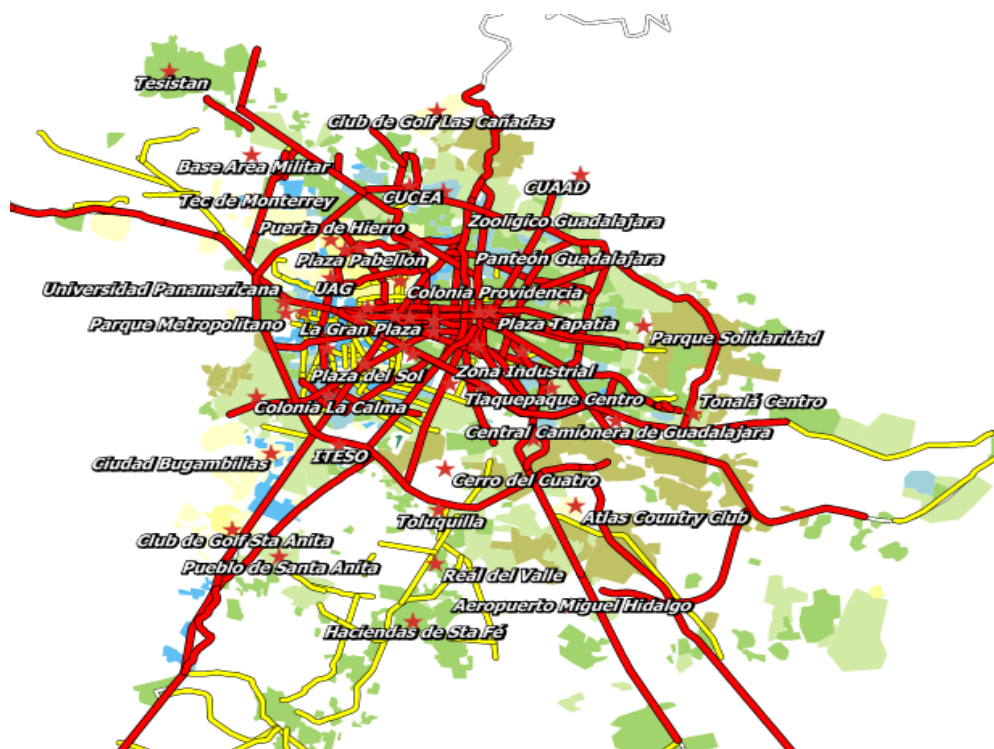 Tesistan
Club de Golf Las Cañadas
Base Area Militar
CUCEA
CUAAD
Tec de Monterrey
Zooligico Guadalajara
Puerta de Hierro
Plaza Pabellón
Panteón Guadalajara
Universidad Panamericana
UAG
Colonia Providencia
Parque Metropolitano
La Gran Plaza
Plaza Tapatia
Parque Solidaridad
Plaza del Sol
Zona Industrial
Colonia La Calma
Tlaquepaque Centro
Tonalá Centro
Central Camionera de Guadalajara
Ciudad Bugambilias
ITESO
Cerro del Cuatro
Toluquilla
Atlas Country Club
Club de Golf Sta Anita
Pueblo de Santa Anita
Real del Valle
Aeropuerto Miguel Hidalgo
Haciendas de Sta Fé